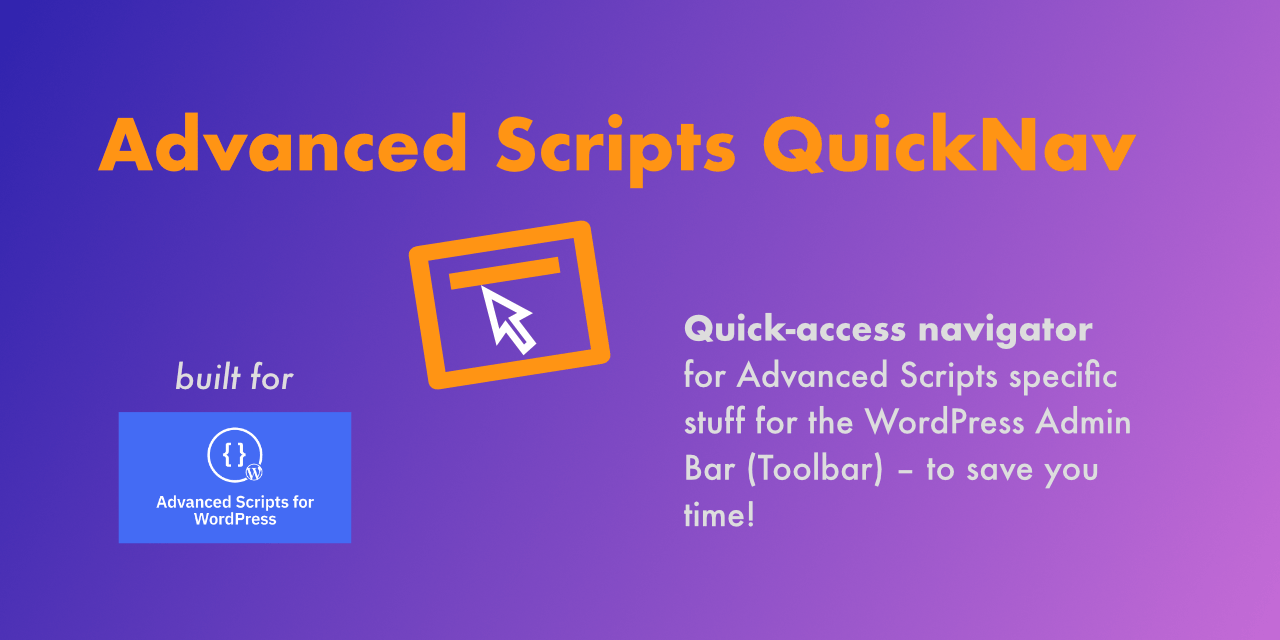 Advanced Scripts QuickNav
built for
{ }
W
Advanced Scripts for
WordPress
Quick-access navigator
for Advanced Scripts specific
stuff for the WordPress Admin
Bar (Toolbar) – to save you
time!